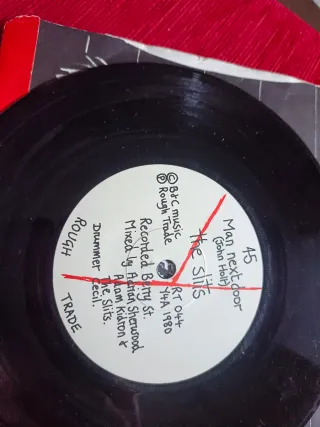 45
Man next door
(John Holt)
the slits
RT 044
Y4A 1980
© B+C music
Ⓟ Rough Trade
Recorded Berry St.
Mixed by Adrian Sherwood
Adam Kidron &
The Slits.
Drummer Cecil.
ROUGH TRADE